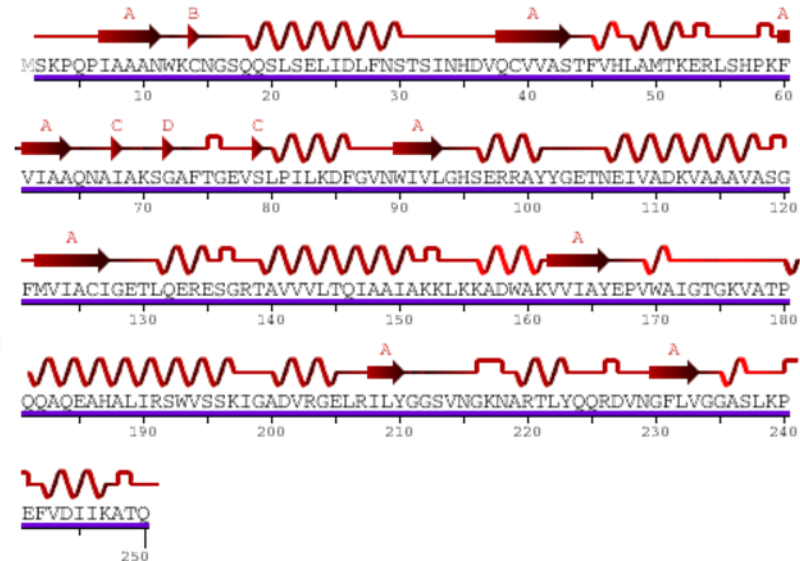 A B A A
MSKPQPIAAANWKCNGSQQSLSELIDLFNSTSINHDVQCVVASTFVHLAMTKERLSHPKF
10 20 30 40 50 60
A C D C A
VIAAQNAIAKSGAFTGEVSLPILKDFGVNWIVLGHSERRAYYGETNEIVADKVAAAVASG
70 80 90 100 110 120
A A
FMVIACIGETLQERESGRTAVVVLTQIAAIAKKLKKADWAKVVIAYEPVWAIGTGKVATP
130 140 150 160 170 180
A A
QQAQEAHALIRSWVSSKIGADVRGELRILYGGSVNGKNARTLYQQRDVNGFLVGGASLKP
190 200 210 220 230 240
EFVDIIKATQ
250